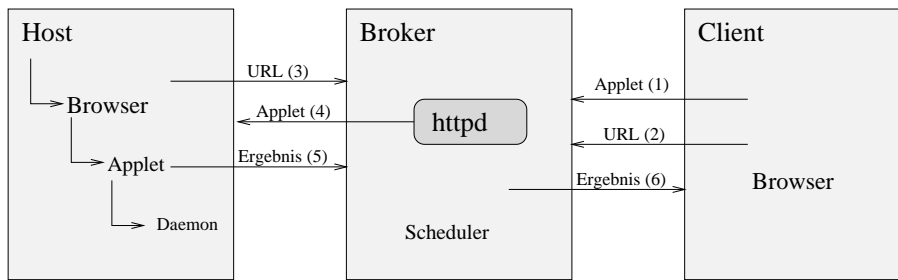 Host
Browser
Applet
Daemon
URL (3)
Applet (4)
Ergebnis (5)
Broker
httpd
Scheduler
Applet (1)
URL (2)
Ergebnis (6)
Client
Browser